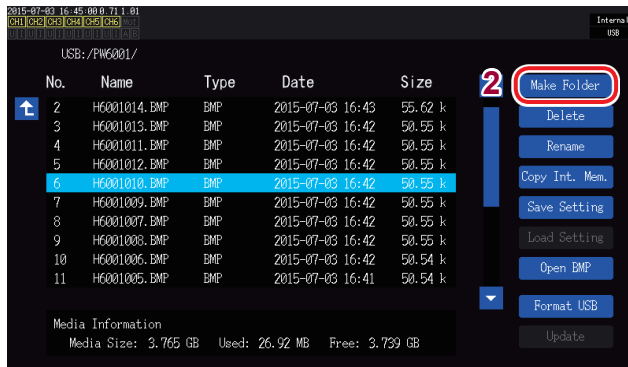 2015-07-03 16:45:00 0.71 1.01
CH1 CH2 CH3 CH4 CH5 CH6 Mot
U I U I U I U I U I U I A B
Internal
USB
USB:/PW6001/
No. Name Type Date Size
2 H6001014.BMP BMP 2015-07-03 16:43 55.62 k
3 H6001013.BMP BMP 2015-07-03 16:42 50.55 k
4 H6001011.BMP BMP 2015-07-03 16:42 50.55 k
5 H6001012.BMP BMP 2015-07-03 16:42 50.55 k
6 H6001010.BMP BMP 2015-07-03 16:42 50.55 k
7 H6001009.BMP BMP 2015-07-03 16:42 50.55 k
8 H6001007.BMP BMP 2015-07-03 16:42 50.55 k
9 H6001008.BMP BMP 2015-07-03 16:42 50.55 k
10 H6001006.BMP BMP 2015-07-03 16:42 50.54 k
11 H6001005.BMP BMP 2015-07-03 16:41 50.54 k
Media Information
Media Size: 3.765 GB Used: 26.92 MB Free: 3.739 GB
2
Make Folder
Delete
Rename
Copy Int. Mem.
Save Setting
Load Setting
Open BMP
Format USB
Update